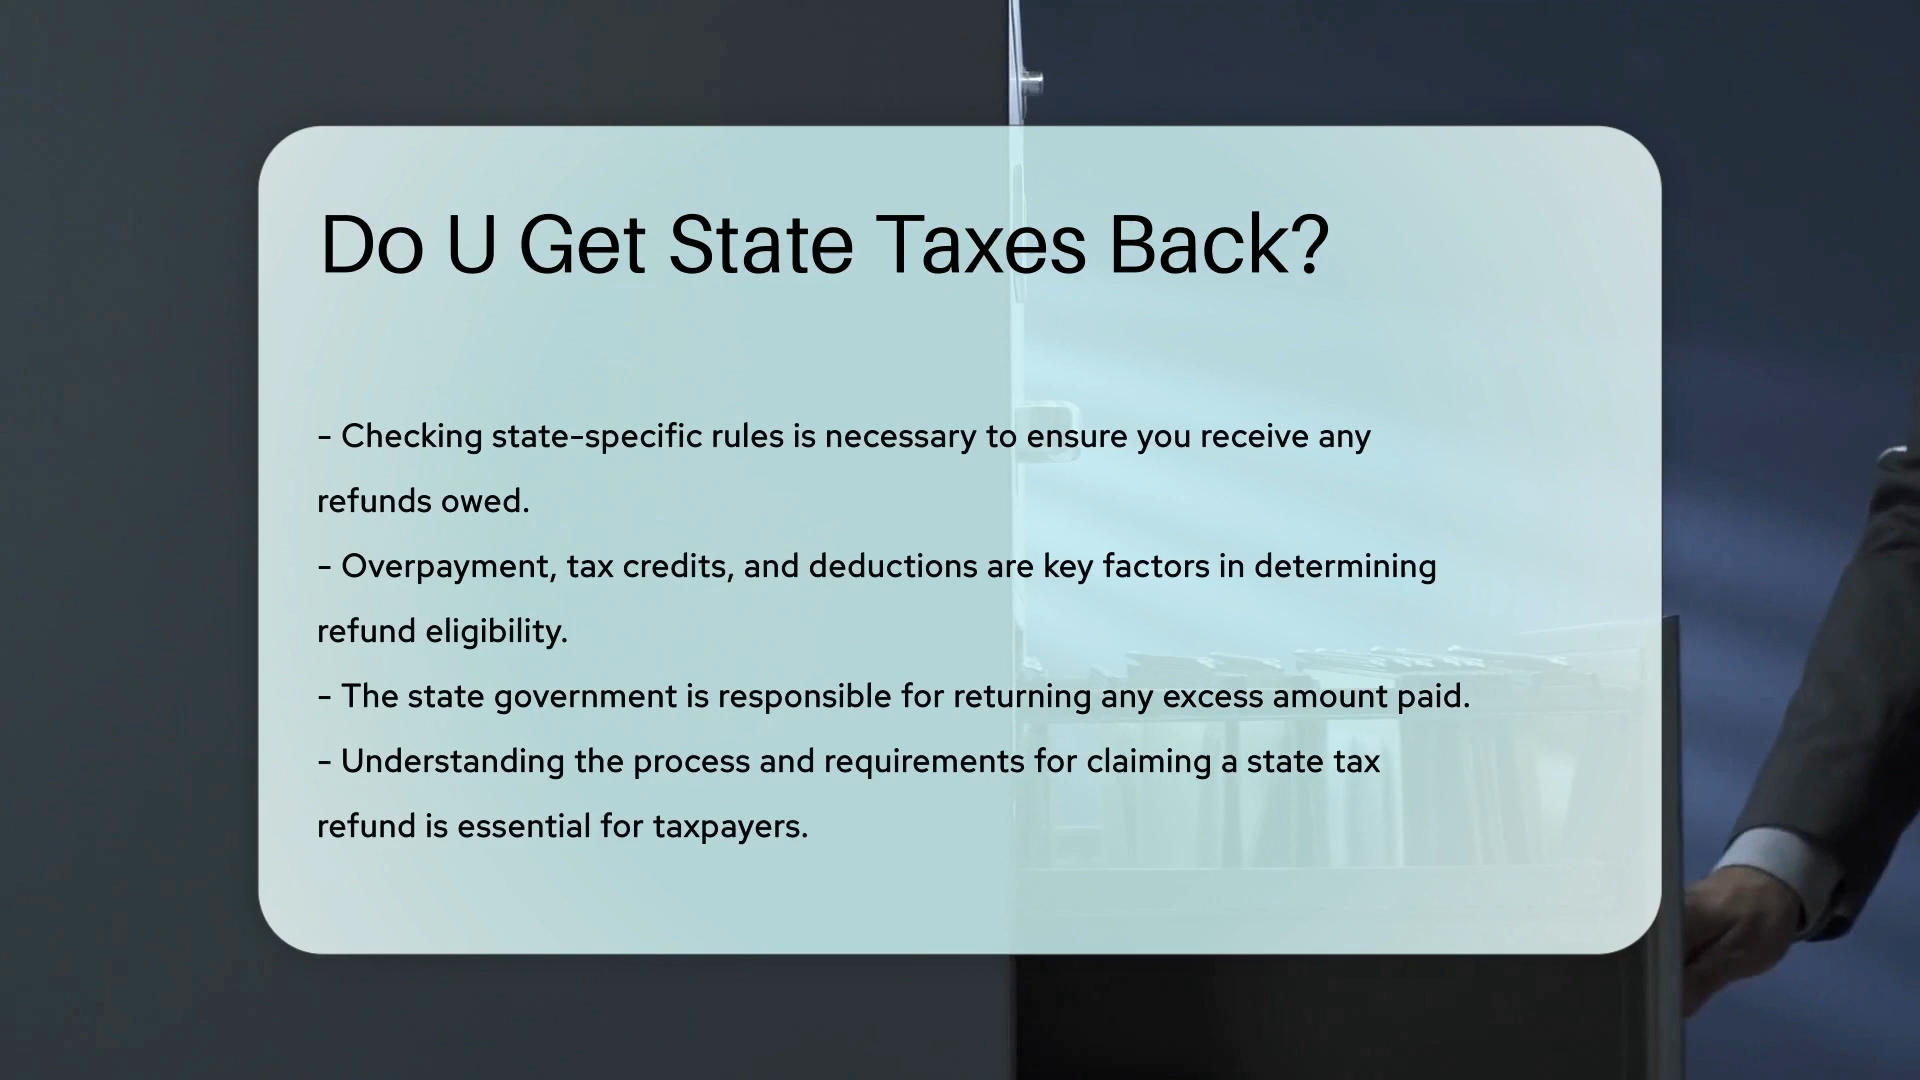 Do U Get State Taxes Back?
- Checking state-specific rules is necessary to ensure you receive any
refunds owed.
- Overpayment, tax credits, and deductions are key factors in determining
refund eligibility.
- The state government is responsible for returning any excess amount paid.
- Understanding the process and requirements for claiming a state tax
refund is essential for taxpayers.